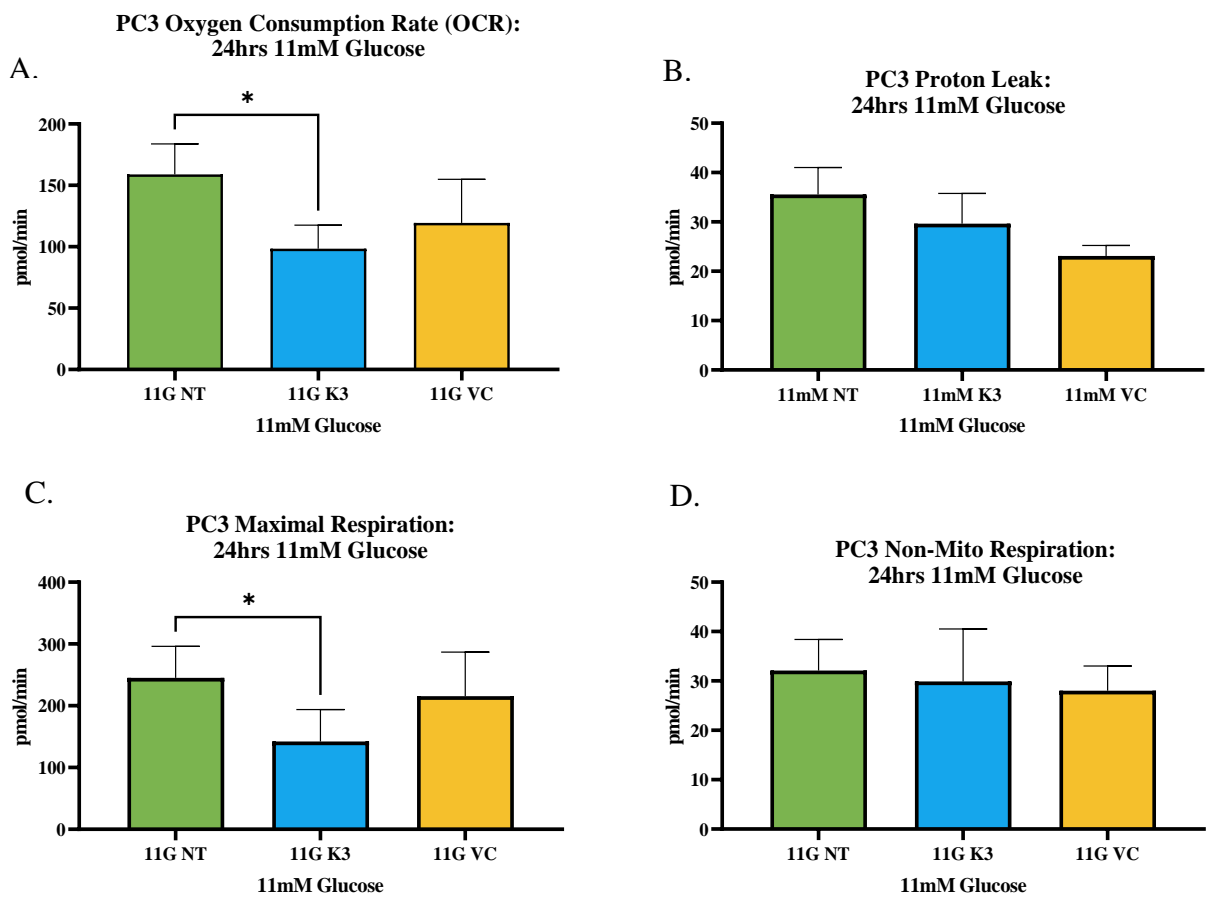 A.
PC3 Oxygen Consumption Rate (OCR):
24hrs 11mM Glucose
*
200
150
100
50
0
pmol/min
11G NT
11G K3
11G VC
11mM Glucose
B.
PC3 Proton Leak:
24hrs 11mM Glucose
50
40
30
20
10
0
pmol/min
11mM NT
11mM K3
11mM VC
11mM Glucose
C.
PC3 Maximal Respiration:
24hrs 11mM Glucose
*
400
300
200
100
0
pmol/min
11G NT
11G K3
11G VC
11mM Glucose
D.
PC3 Non-Mito Respiration:
24hrs 11mM Glucose
50
40
30
20
10
0
pmol/min
11G NT
11G K3
11G VC
11mM Glucose